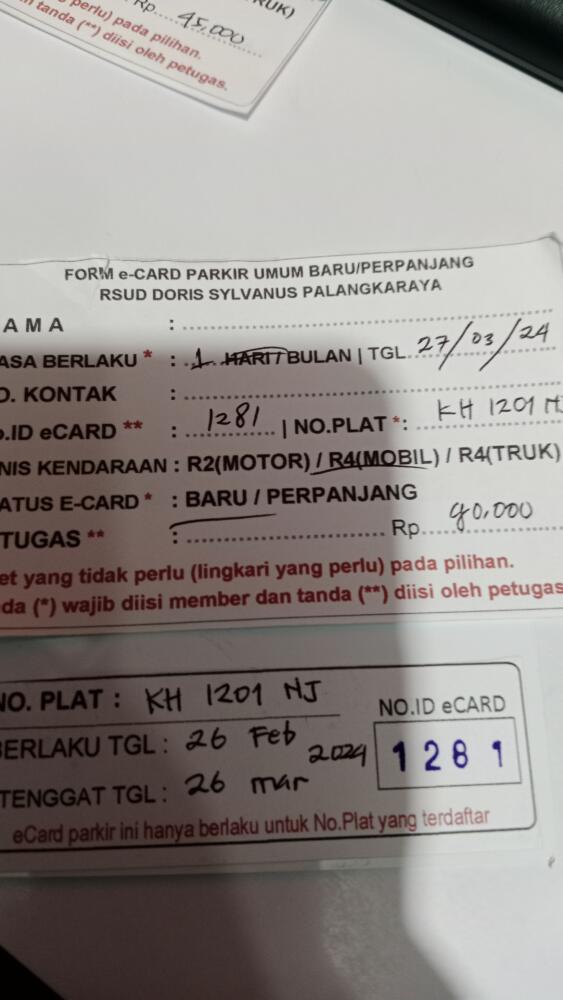 RUK)
perlu) pada pilihan.
Rp. 45.000
tanda (**) diisi oleh petugas.
FORM e-CARD PARKIR UMUM BARU/PERPANJANG
RSUD DORIS SYLVANUS PALANGKARAYA
AMA :
ASA BERLAKU * : 1 HARI / BULAN | TGL. 27/03/24
O. KONTAK :
o.ID eCARD ** : 1281 | NO.PLAT *: KH 1201 N
NIS KENDARAAN : R2(MOTOR) / R4(MOBIL) / R4(TRUK)
ATUS E-CARD * : BARU / PERPANJANG
TUGAS ** : Rp. 90.000
et yang tidak perlu (lingkari yang perlu) pada pilihan.
da (*) wajib diisi member dan tanda (**) diisi oleh petugas
NO. PLAT : KH 1201 NJ
NO.ID eCARD
BERLAKU TGL : 26 Feb 2024
1281
TENGGAT TGL : 26 mar
eCard parkir ini hanya berlaku untuk No.Plat yang terdaftar